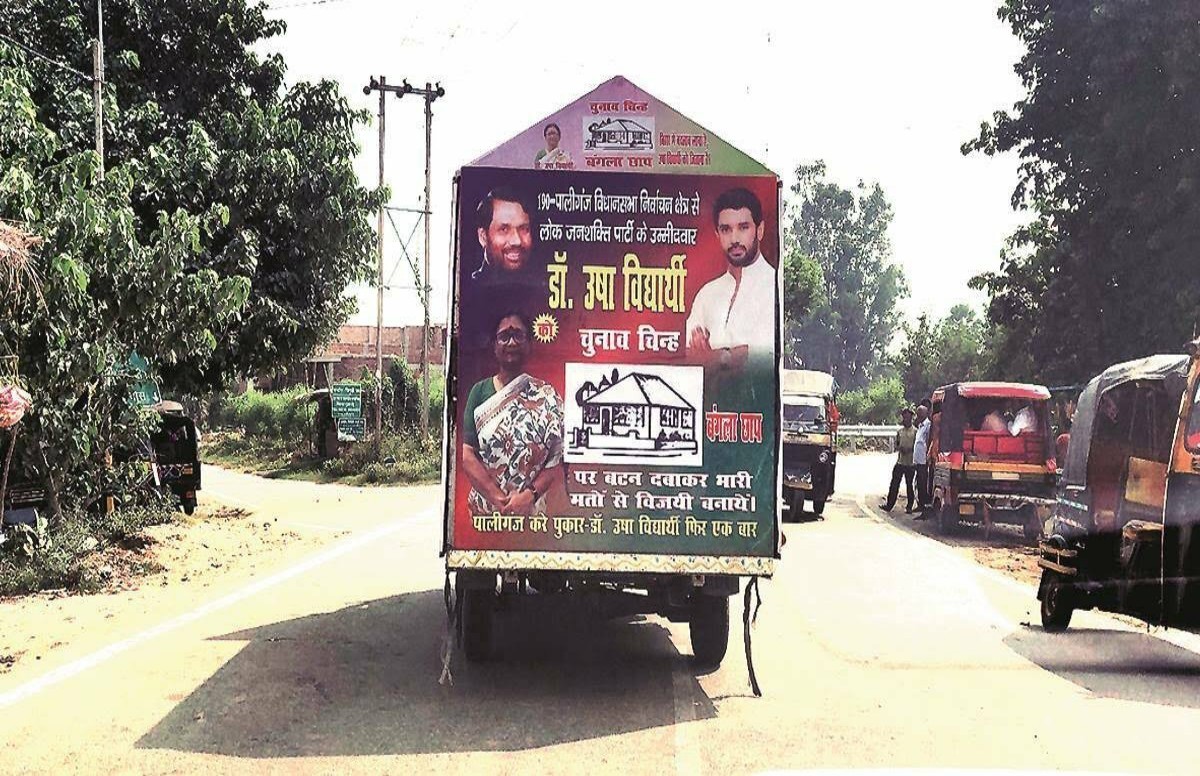 चुनाव चिन्ह
बंगला छाप
डा. उषा विद्यार्थी
190-पालीगंज विधानसभा निर्वाचन क्षेत्र से
लोक जनशक्ति पार्टी के उम्मीदवार
डॉ. उषा विद्यार्थी
को
चुनाव चिन्ह
बंगला छाप
पर बटन दबाकर भारी
मतों से विजयी बनायें।
पालीगंज करे पुकार-डॉ. उषा विद्यार्थी फिर एक बार